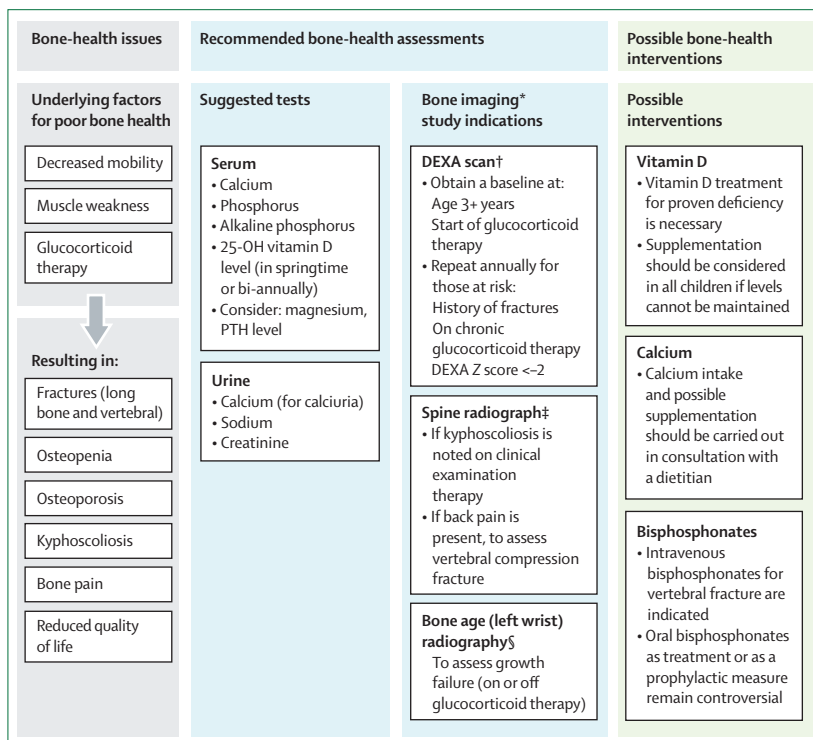 Bone-health issues
Recommended bone-health assessments
Possible bone-health
interventions
Underlying factors
for poor bone health
Decreased mobility
Muscle weakness
Glucocorticoid
therapy
Resulting in:
Fractures (long
bone and vertebral)
Osteopenia
Osteoporosis
Kyphoscoliosis
Bone pain
Reduced quality
of life
Suggested tests
Serum
• Calcium
• Phosphorus
• Alkaline phosphorus
• 25-OH vitamin D
level (in springtime
or bi-annually)
• Consider: magnesium,
PTH level
Urine
• Calcium (for calciuria)
• Sodium
• Creatinine
Bone imaging*
study indications
DEXA scan†
• Obtain a baseline at:
Age 3+ years
Start of glucocorticoid
therapy
• Repeat annually for
those at risk:
History of fractures
On chronic
glucocorticoid therapy
DEXA Z score <–2
Spine radiograph‡
• If kyphoscoliosis is
noted on clinical
examination
therapy
• If back pain is
present, to assess
vertebral compression
fracture
Bone age (left wrist)
radiography§
To assess growth
failure (on or off
glucocorticoid therapy)
Possible
interventions
Vitamin D
• Vitamin D treatment
for proven deficiency
is necessary
• Supplementation
should be considered
in all children if levels
cannot be maintained
Calcium
• Calcium intake
and possible
supplementation
should be carried out
in consultation with
a dietitian
Bisphosphonates
• Intravenous
bisphosphonates for
vertebral fracture are
indicated
• Oral bisphosphonates
as treatment or as a
prophylactic measure
remain controversial